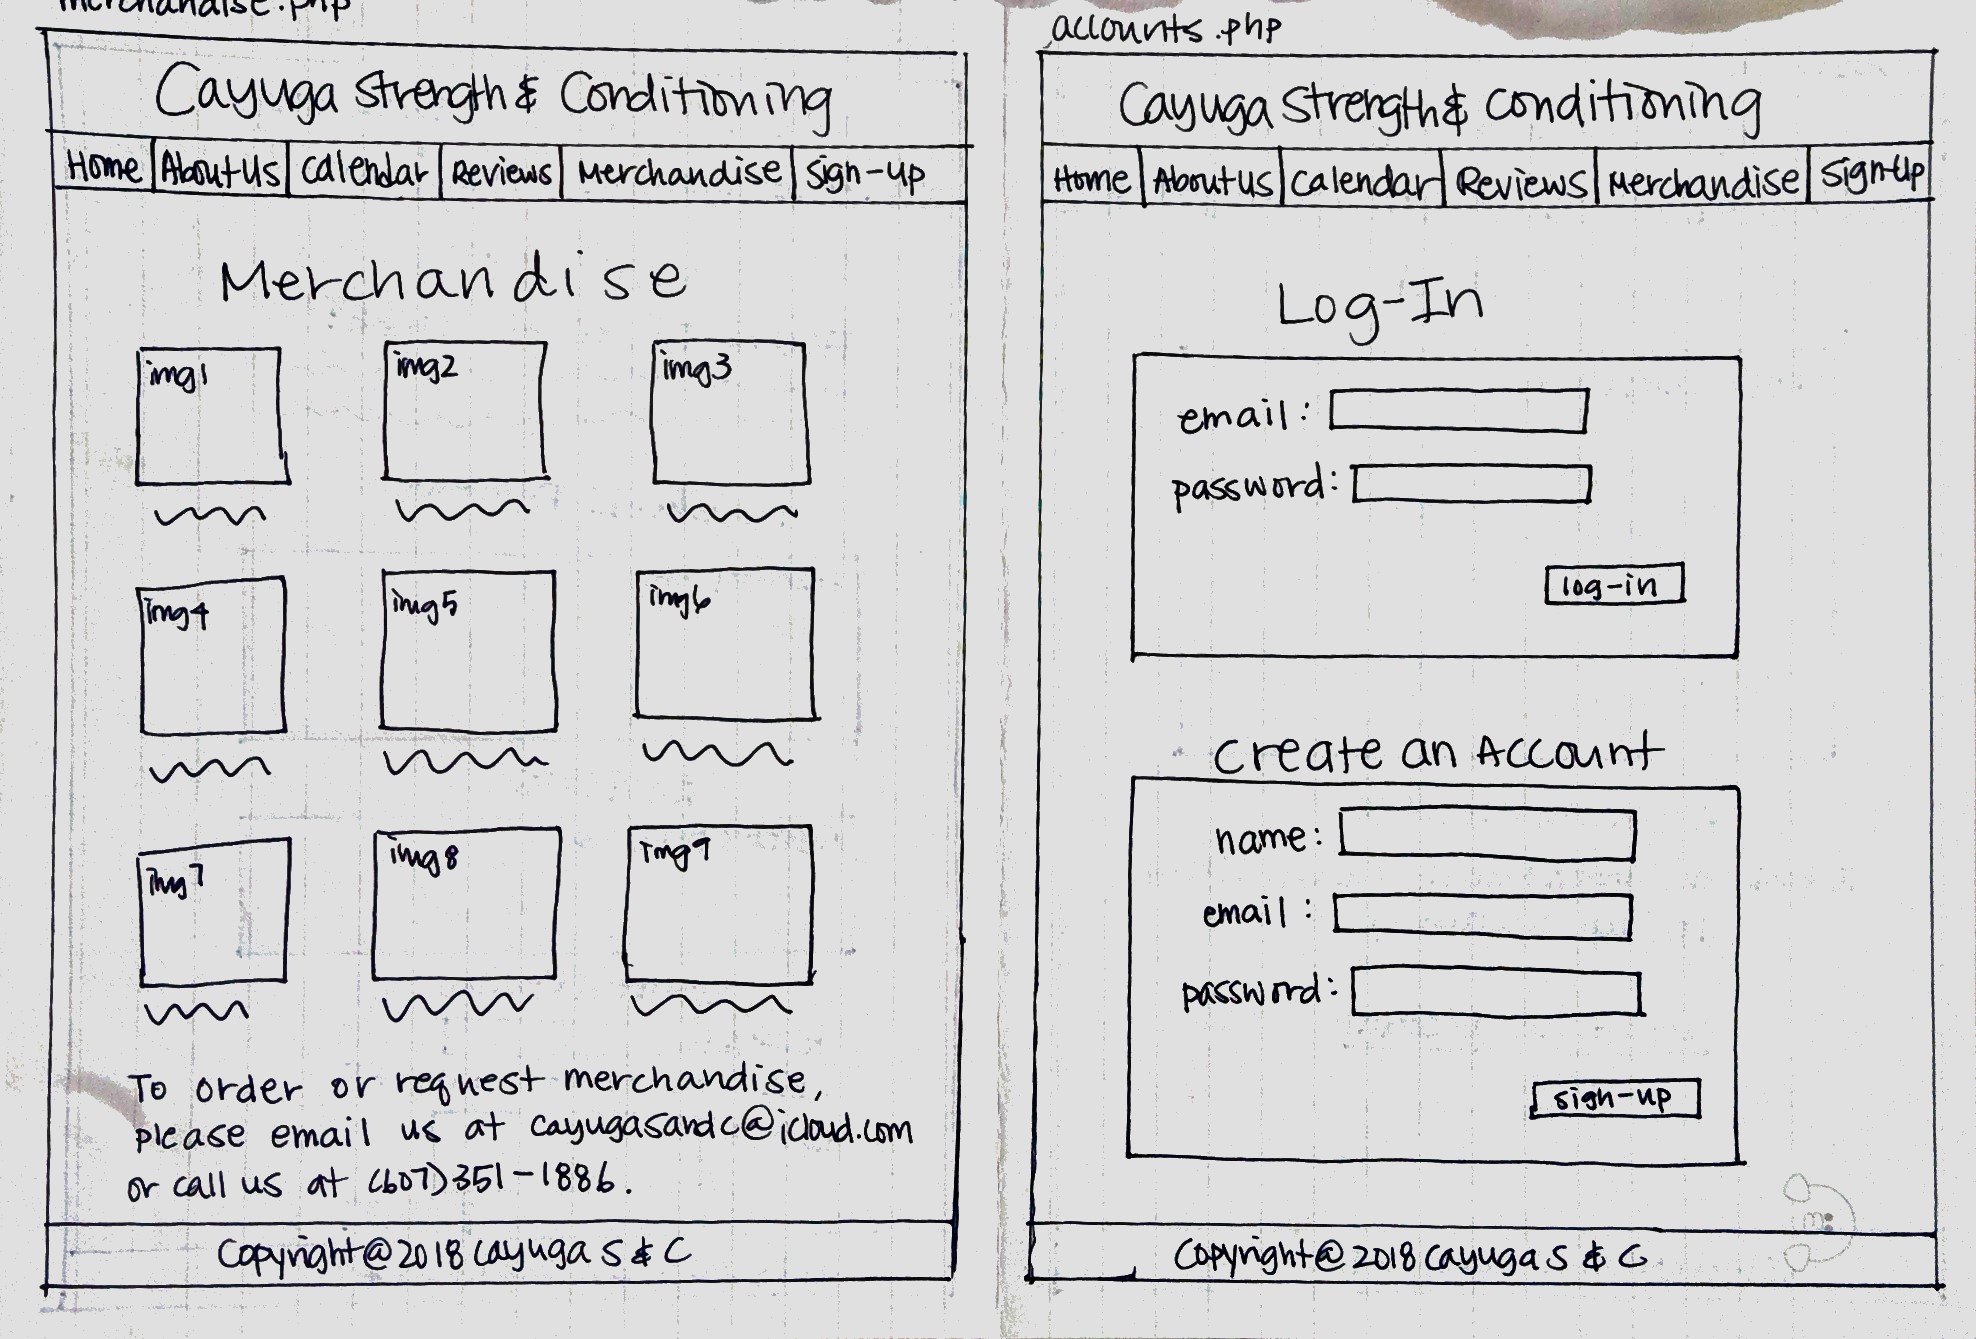 merchandise.php
Cayuga Strength & Conditioning
Home About Us Calendar Reviews Merchandise Sign-up
Merchandise
img1 img2 img3
img4 img5 img6
img7 img8 img9
To order or request merchandise,
please email us at cayugasandc@icloud.com
or call us at (607)351-1886.
Copyright@2018 Cayuga S & C
accounts.php
Cayuga Strength & Conditioning
Home About Us Calendar Reviews Merchandise Sign-up
Log-In
email:
password:
log-in
Create an Account
name:
email:
password:
sign-up
Copyright@2018 Cayuga S & C